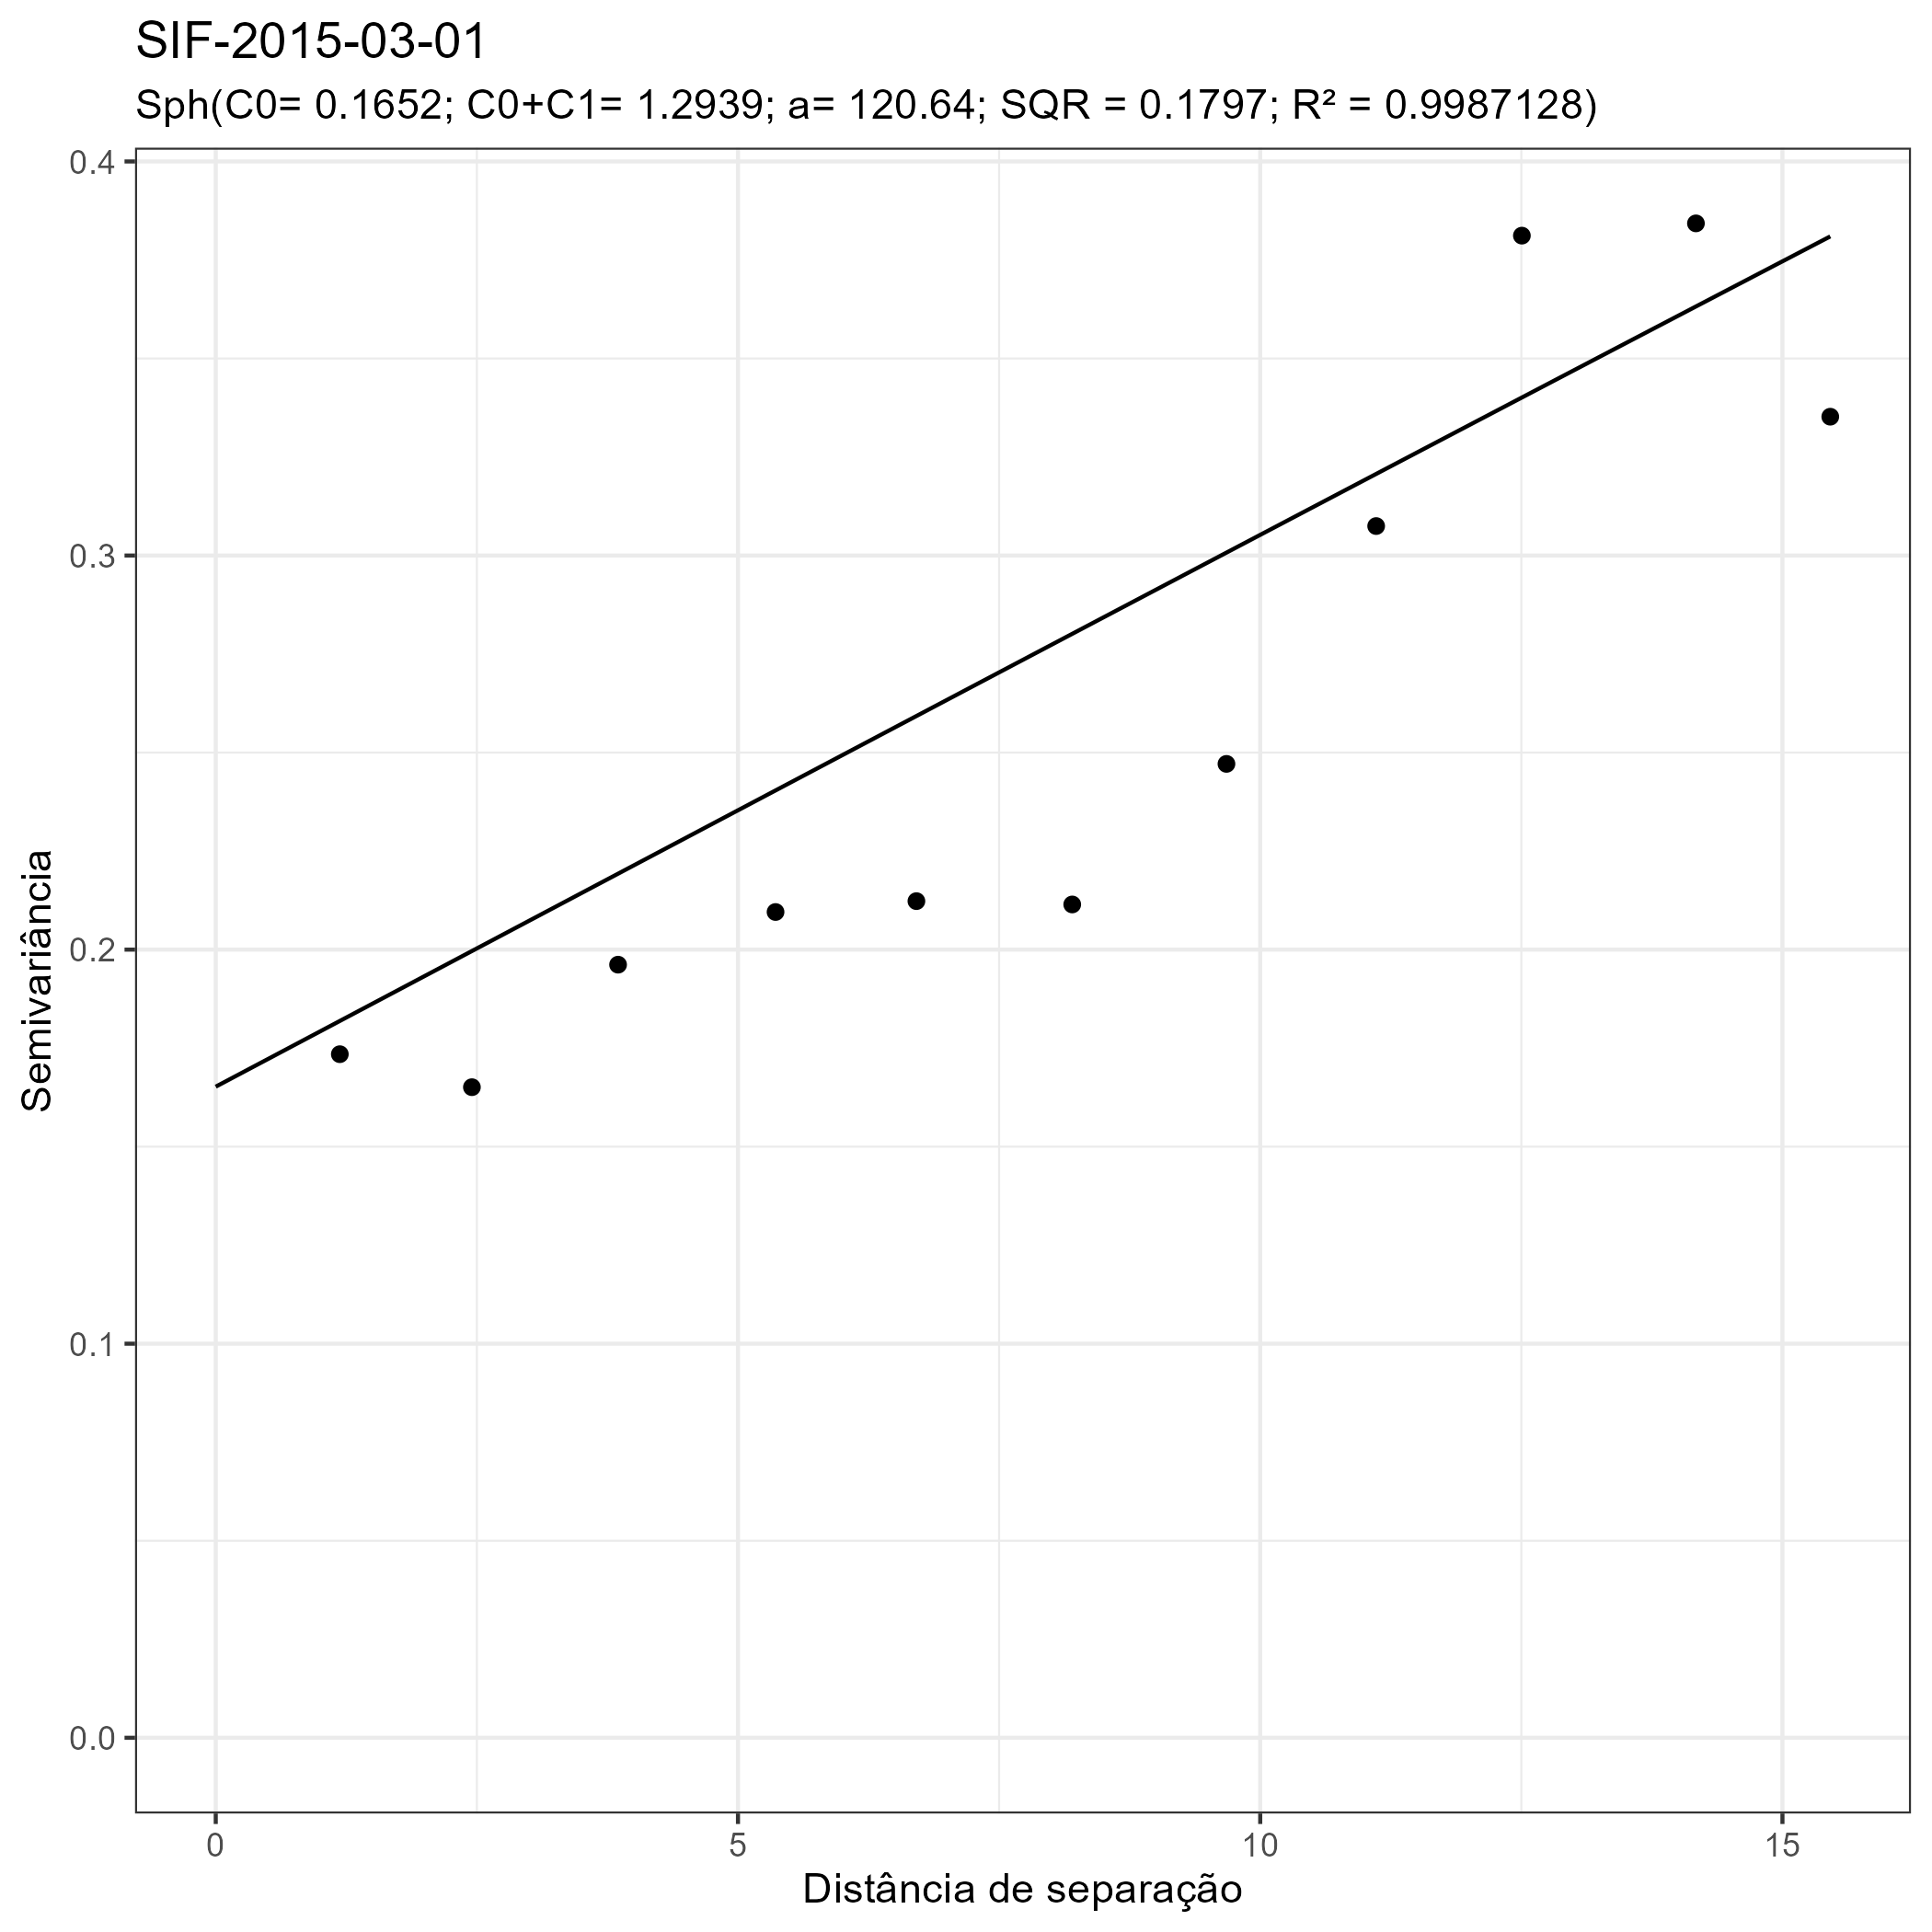 SIF-2015-03-01
Sph(C0= 0.1652; C0+C1= 1.2939; a= 120.64; SQR = 0.1797; R² = 0.9987128)
0.4
0.3
0.2
0.1
0.0
Semivariância
0 5 10 15
Distância de separação